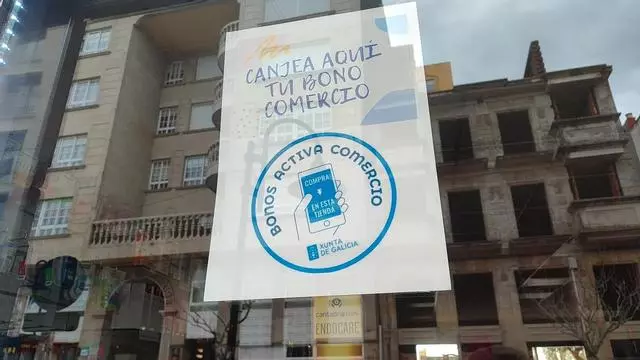 CANJEA AQUÍ
TU BONO
COMERCIO
BONOS ACTIVA COMERCIO
COMPRA
EN ESTA
TIENDA
XUNTA
DE GALICIA
ENDOCARE